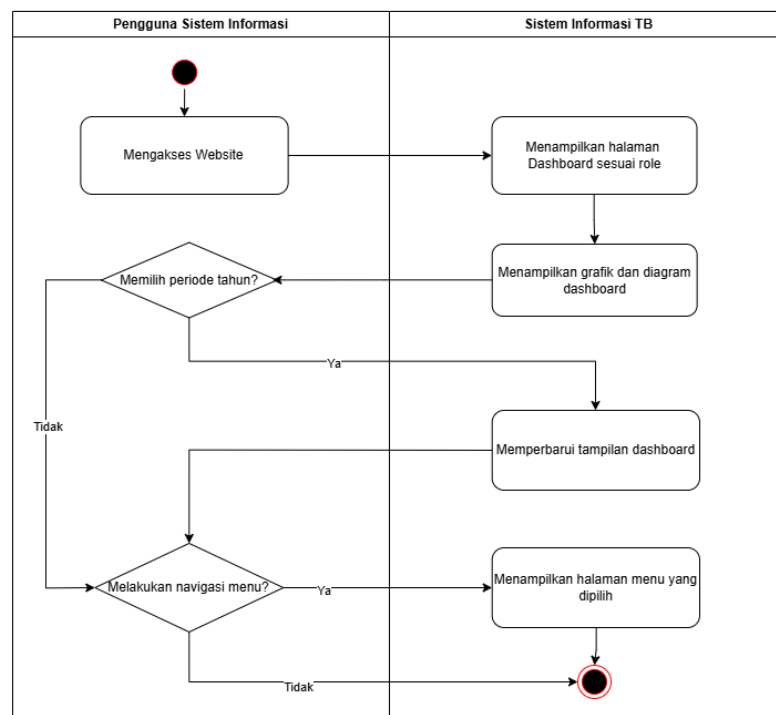 Pengguna Sistem Informasi
Sistem Informasi TB
Mengakses Website
Menampilkan halaman
Dashboard sesuai role
Memilih periode tahun?
Menampilkan grafik dan diagram
dashboard
Ya
Tidak
Memperbarui tampilan dashboard
Melakukan navigasi menu?
Ya
Menampilkan halaman menu yang
dipilih
Tidak